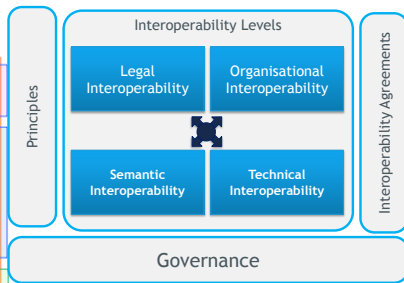 Principles
Interoperability Levels
Legal
Interoperability
Organisational
Interoperability
Semantic
Interoperability
Technical
Interoperability
Interoperability Agreements
Governance